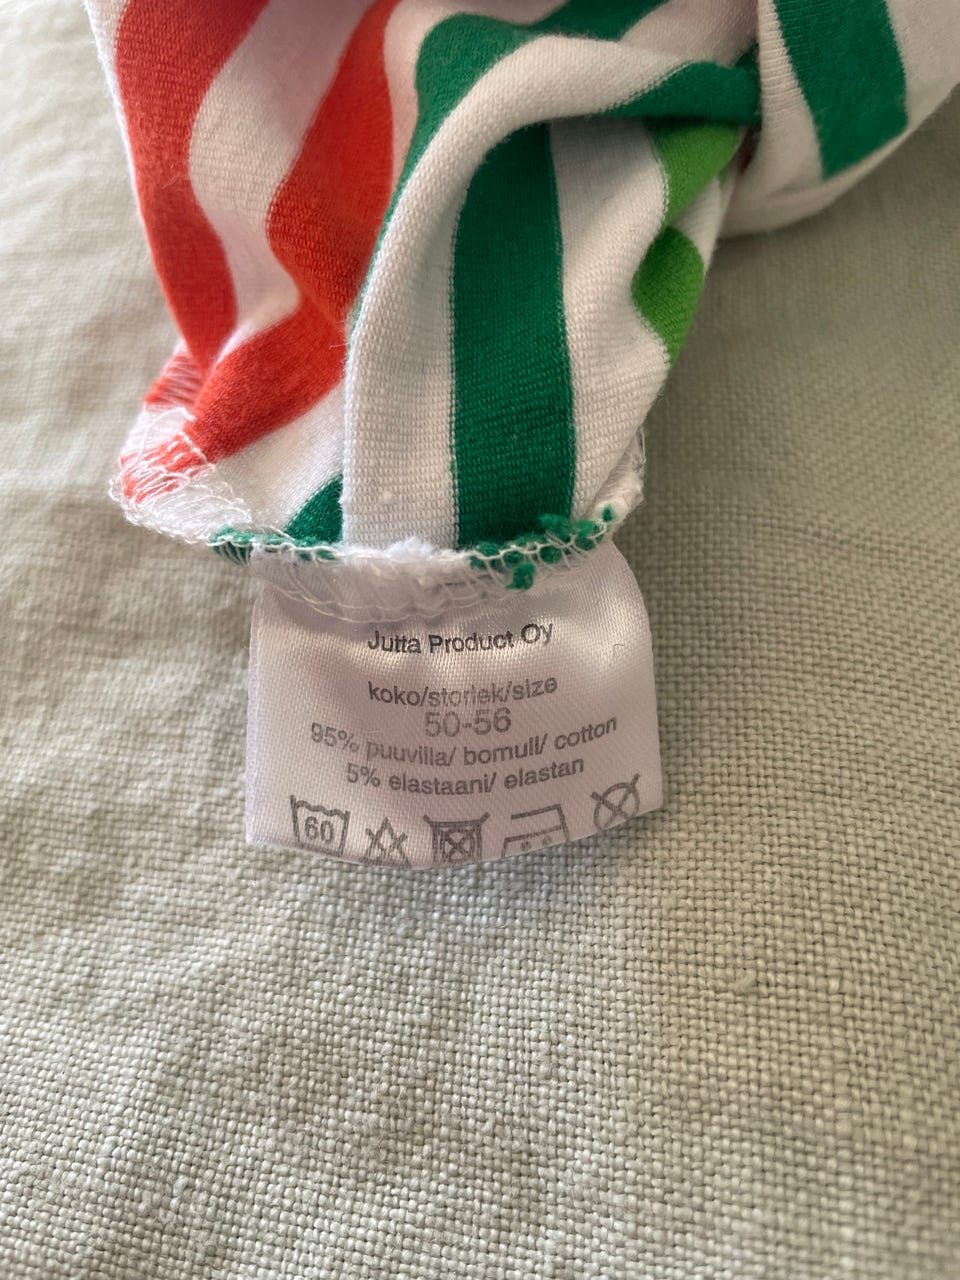 Jutta Product Oy
koko/storlek/size
50-56
95% puuvilla/ bomull/ cotton
5% elastaani/ elastan
60